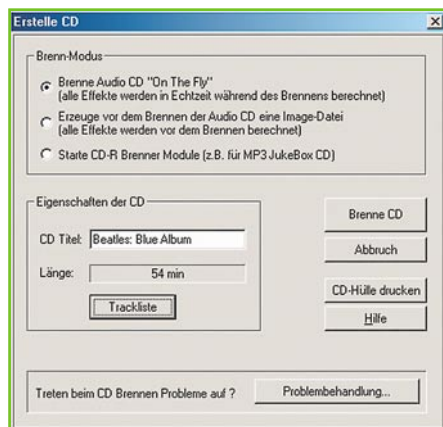 Erstelle CD
Brenn-Modus
Brenne Audio CD "On The Fly"
(alle Effekte werden in Echtzeit während des Brennens berechnet)
Erzeuge vor dem Brennen der Audio CD eine Image-Datei
(alle Effekte werden vor dem Brennen berechnet)
Starte CD-R Brenner Module (z.B. für MP3 JukeBox CD)
Eigenschaften der CD
CD Titel: Beatles: Blue Album
Länge: 54 min
Trackliste
Brenne CD
Abbruch
CD-Hülle drucken
Hilfe
Treten beim CD Brennen Probleme auf ? Problembehandlung...